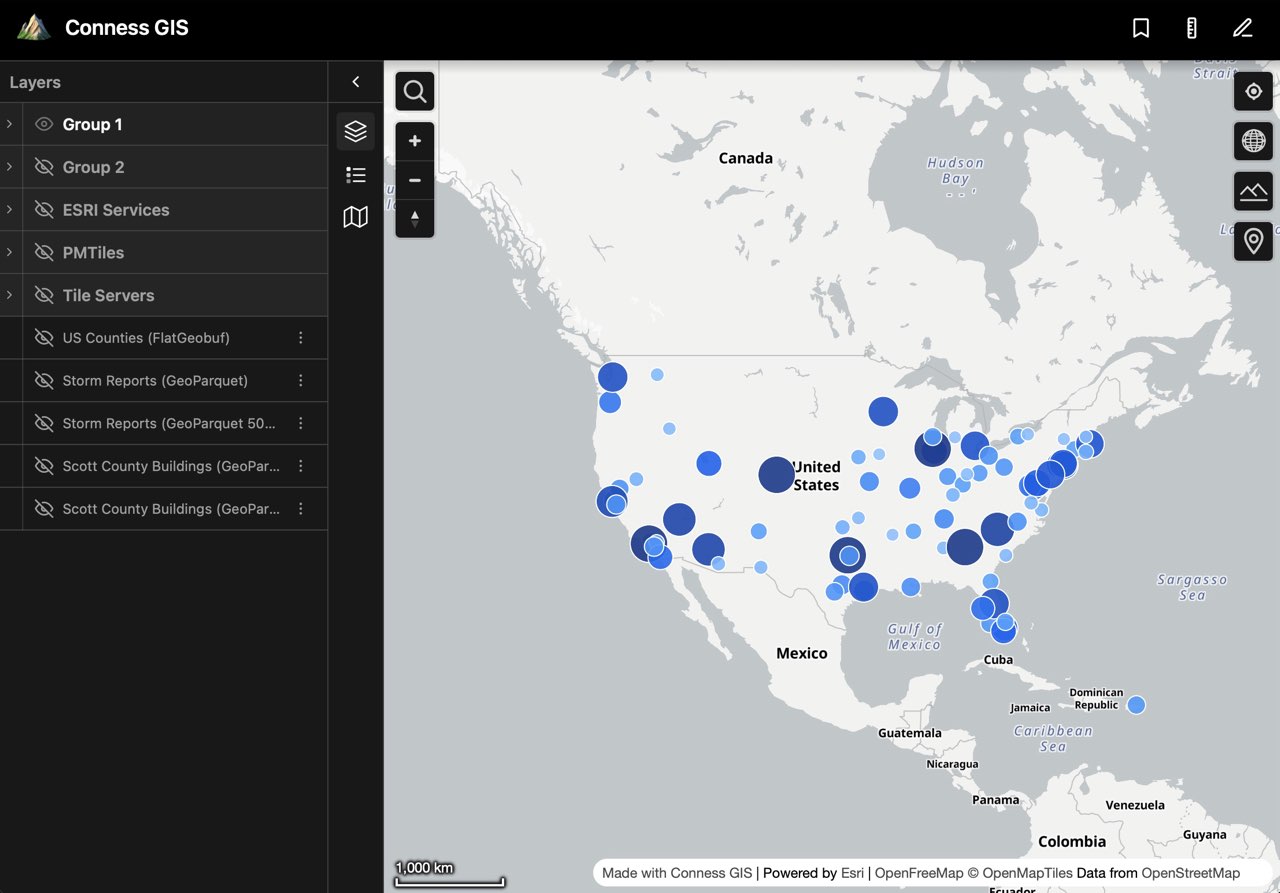 Conness GIS
Layers
Group 1
Group 2
ESRI Services
PMTiles
Tile Servers
US Counties (FlatGeobuf)
Storm Reports (GeoParquet)
Storm Reports (GeoParquet 50...
Scott County Buildings (GeoPar...
Scott County Buildings (GeoPar...
Strait
Canada
Hudson
Bay
United
States
Sargasso
Sea
Gulf of
Mexico
Mexico
Cuba
Dominican
Republic
Jamaica
Caribbean
Sea
Guatemala
Nicaragua
Panama
Venezuela
Guyana
Colombia
1,000 km
Made with Conness GIS | Powered by Esri | OpenFreeMap © OpenMapTiles Data from OpenStreetMap
Ecuador